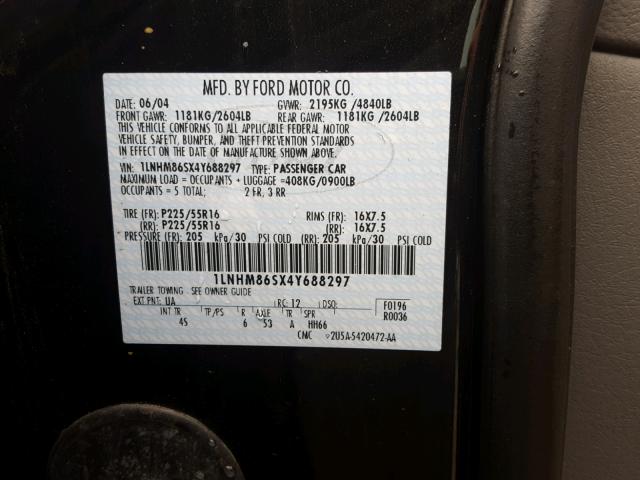 MFD. BY FORD MOTOR CO.
DATE: 06/04 GVWR: 2195KG /4840LB
FRONT GAWR: 1181KG/2604LB REAR GAWR: 1181KG /2604LB
THIS VEHICLE CONFORMS TO ALL APPLICABLE FEDERAL MOTOR
VEHICLE SAFETY, BUMPER, AND THEFT PREVENTION STANDARDS
IN EFFECT ON THE DATE OF MANUFACTURE SHOWN ABOVE.
VIN: 1LNHM86SX4Y688297 TYPE: PASSENGER CAR
MAXIMUM LOAD = OCCUPANTS + LUGGAGE =408KG/0900LB
OCCUPANTS = 5 TOTAL: 2 FR, 3 RR
TIRE (FR): P225/55R16 RIMS (FR): 16X7.5
(RR): P225/55R16 (RR): 16X7.5
PRESSURE (FR): 205 kPa/30 PSI COLD (RR): 205 kPa/30 PSI COLD
1LNHM86SX4Y688297
TRAILER TOWING: SEE OWNER GUIDE
EXT PNT: UA RC: 12 DSO: F0196
INT TR TP/PS R AXLE TR SPR R0036
45 6 53 A HH66
CMC 2U5A-5420472-AA